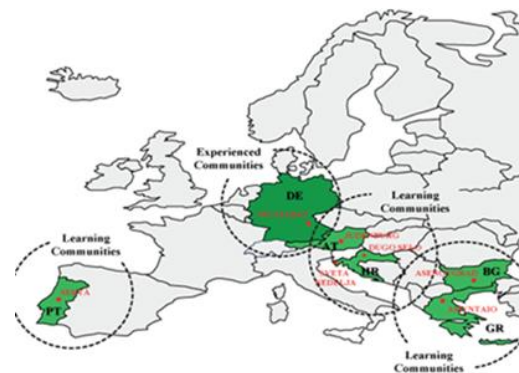 Experienced
Communities
DE
Learning
Communities
AT
DUGO SELO
Learning
Communities
SVETA
NEDELJA
HR
BG
PT
GR
Learning
Communities